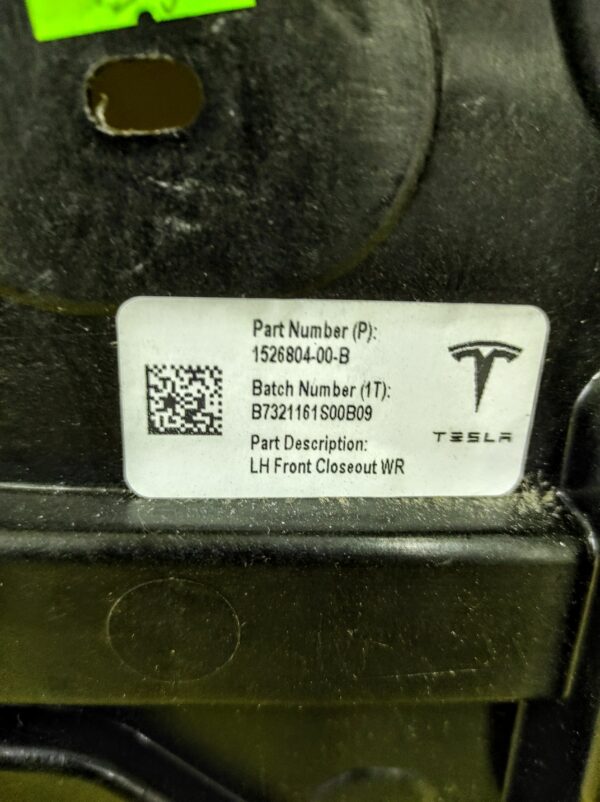 Part Number (P):
1526804-00-B
Batch Number (1T):
B7321161S00B09
Part Description:
LH Front Closeout WR
TESLA